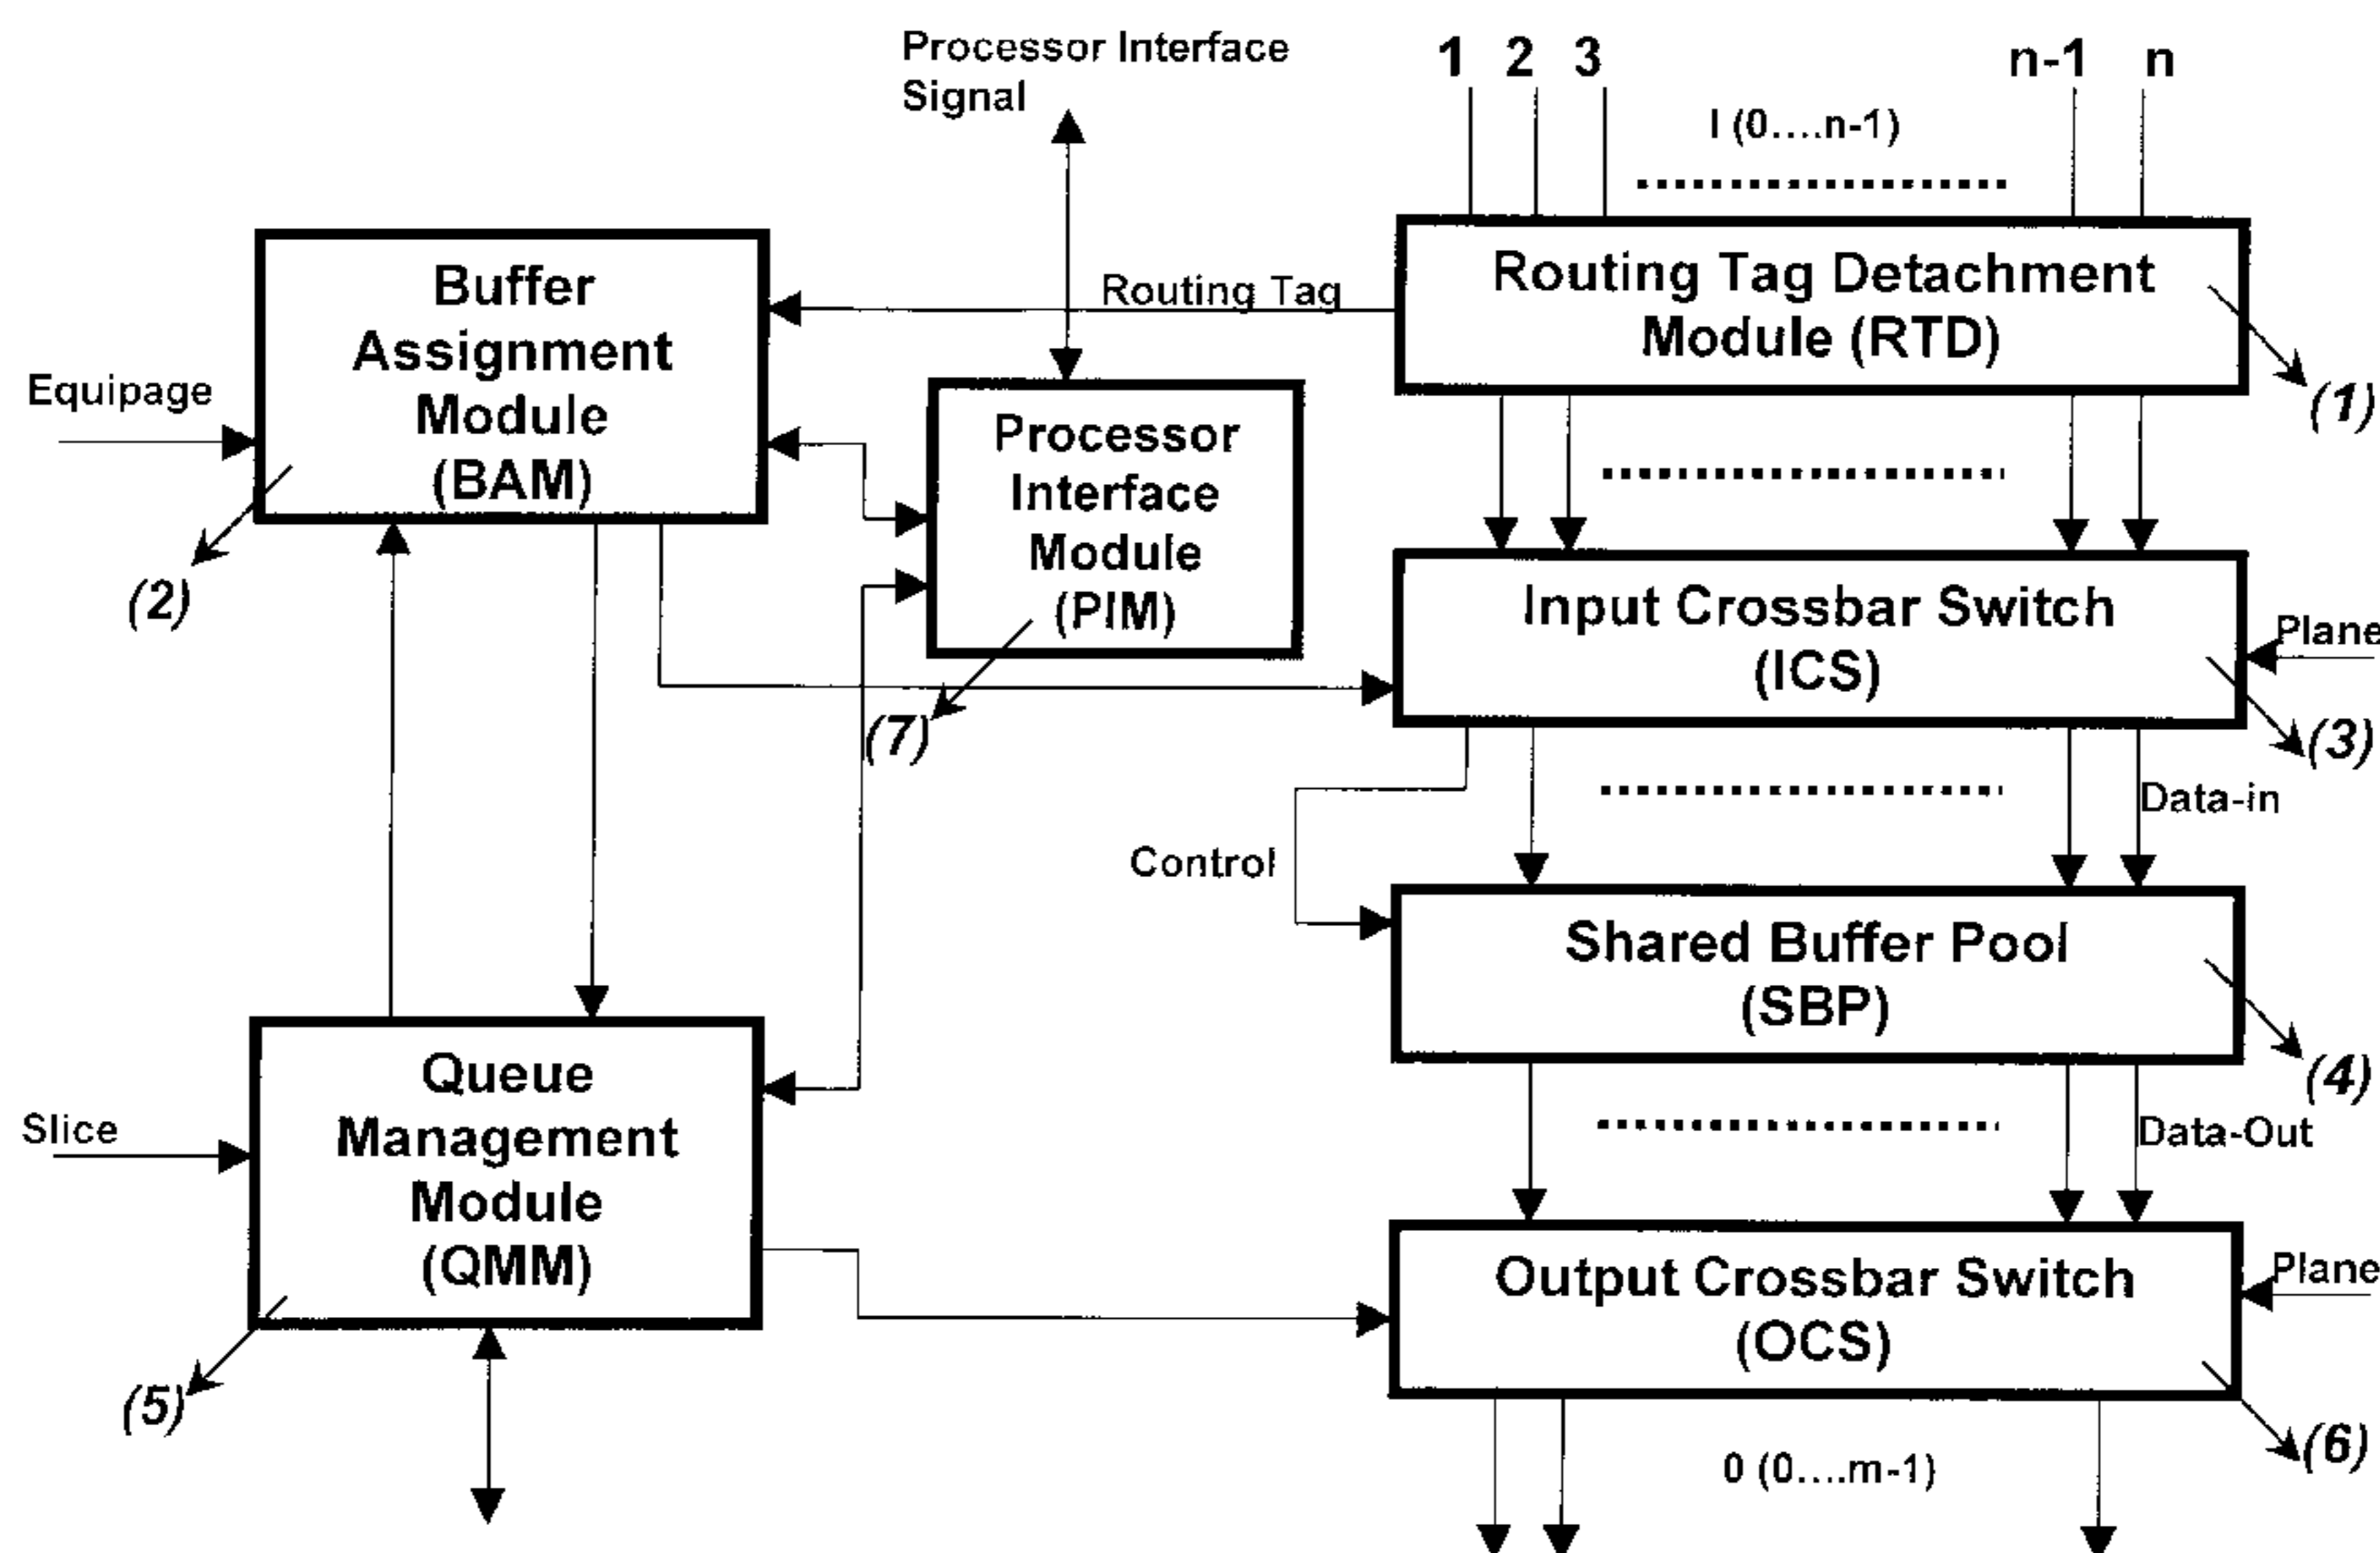 Processor Interface
Signal
1 2 3 n-1 n
I (0....n-1)
Routing Tag Detachment
Module (RTD)
(1)
Routing Tag
Buffer
Assignment
Module
(BAM)
Equipage
(2)
Processor
Interface
Module
(PIM)
(7)
Input Crossbar Switch
(ICS)
Plane
(3)
Data-in
Control
Shared Buffer Pool
(SBP)
(4)
Data-Out
Queue
Management
Module
(QMM)
Slice
(5)
Output Crossbar Switch
(OCS)
Plane
(6)
0 (0....m-1)